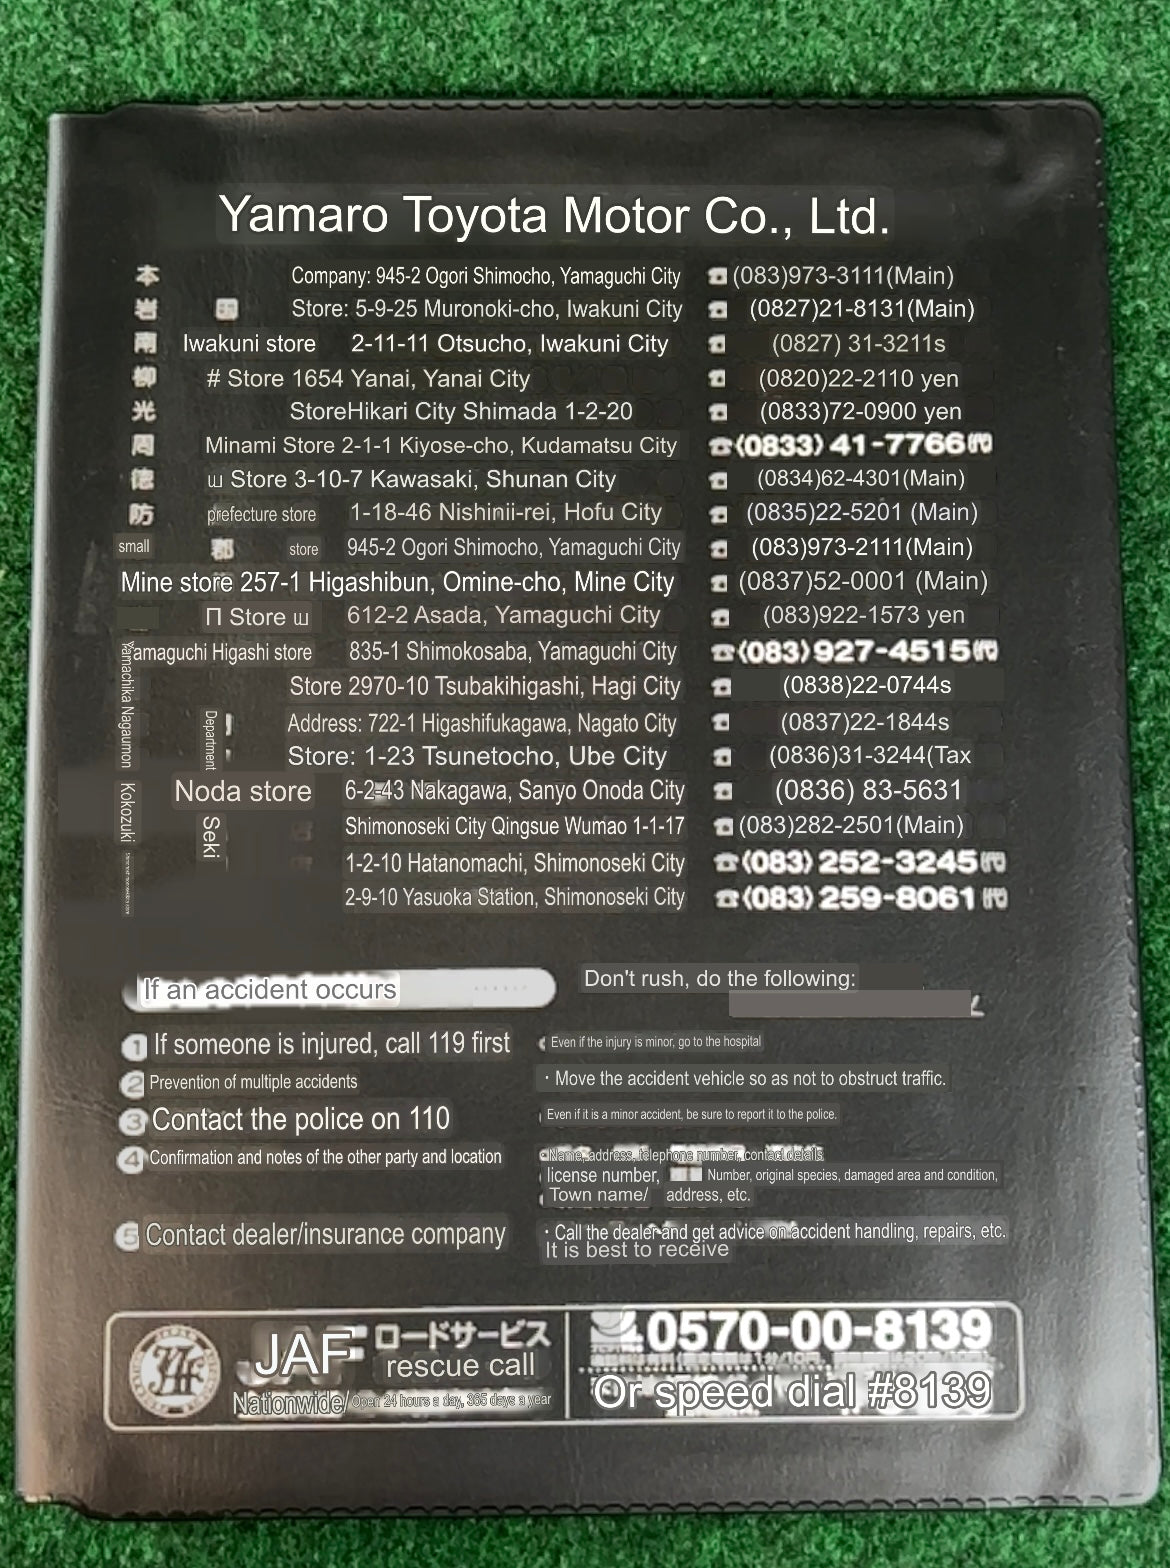 Yamaro Toyota Motor Co., Ltd.
本 Company: 945-2 Ogori Shimocho, Yamaguchi City ☎(083)973-3111(Main)
岩 Store: 5-9-25 Muronoki-cho, Iwakuni City (0827)21-8131(Main)
南 Iwakuni store 2-11-11 Otsucho, Iwakuni City (0827) 31-3211s
柳 # Store 1654 Yanai, Yanai City (0820)22-2110 yen
光 StoreHikari City Shimada 1-2-20 (0833)72-0900 yen
周 Minami Store 2-1-1 Kiyose-cho, Kudamatsu City ☎(0833) 41-7766㈹
徳 ш Store 3-10-7 Kawasaki, Shunan City (0834)62-4301(Main)
防 prefecture store 1-18-46 Nishinii-rei, Hofu City (0835)22-5201 (Main)
small 郡 store 945-2 Ogori Shimocho, Yamaguchi City (083)973-2111(Main)
Mine store 257-1 Higashibun, Omine-cho, Mine City (0837)52-0001 (Main)
П Store ш 612-2 Asada, Yamaguchi City (083)922-1573 yen
Yamaguchi Higashi store 835-1 Shimokosaba, Yamaguchi City ☎(083)927-4515㈹
Yamachika Nagaumon
Store 2970-10 Tsubakihigashi, Hagi City (0838)22-0744s
Department Address: 722-1 Higashifukagawa, Nagato City (0837)22-1844s
Store: 1-23 Tsunetocho, Ube City (0836)31-3244(Tax
Kokozuki
Noda store 6-2-43 Nakagawa, Sanyo Onoda City (0836) 83-5631
Seki Shimonoseki City Qingsue Wumao 1-1-17 (083)282-2501(Main)
1-2-10 Hatanomachi, Shimonoseki City ☎(083) 252-3245㈹
2-9-10 Yasuoka Station, Shimonoseki City ☎(083) 259-8061㈹
If an accident occurs Don't rush, do the following:
1 If someone is injured, call 119 first Even if the injury is minor, go to the hospital
2 Prevention of multiple accidents ・Move the accident vehicle so as not to obstruct traffic.
3 Contact the police on 110 Even if it is a minor accident, be sure to report it to the police.
4 Confirmation and notes of the other party and location Name, address, telephone number, contact details
license number, Number, original species, damaged area and condition,
Town name/ address, etc.
5 Contact dealer/insurance company ・Call the dealer and get advice on accident handling, repairs, etc.
It is best to receive
JAF ロードサービス 0570-00-8139
rescue call
Nationwide/ Open 24 hours a day, 365 days a year Or speed dial #8139